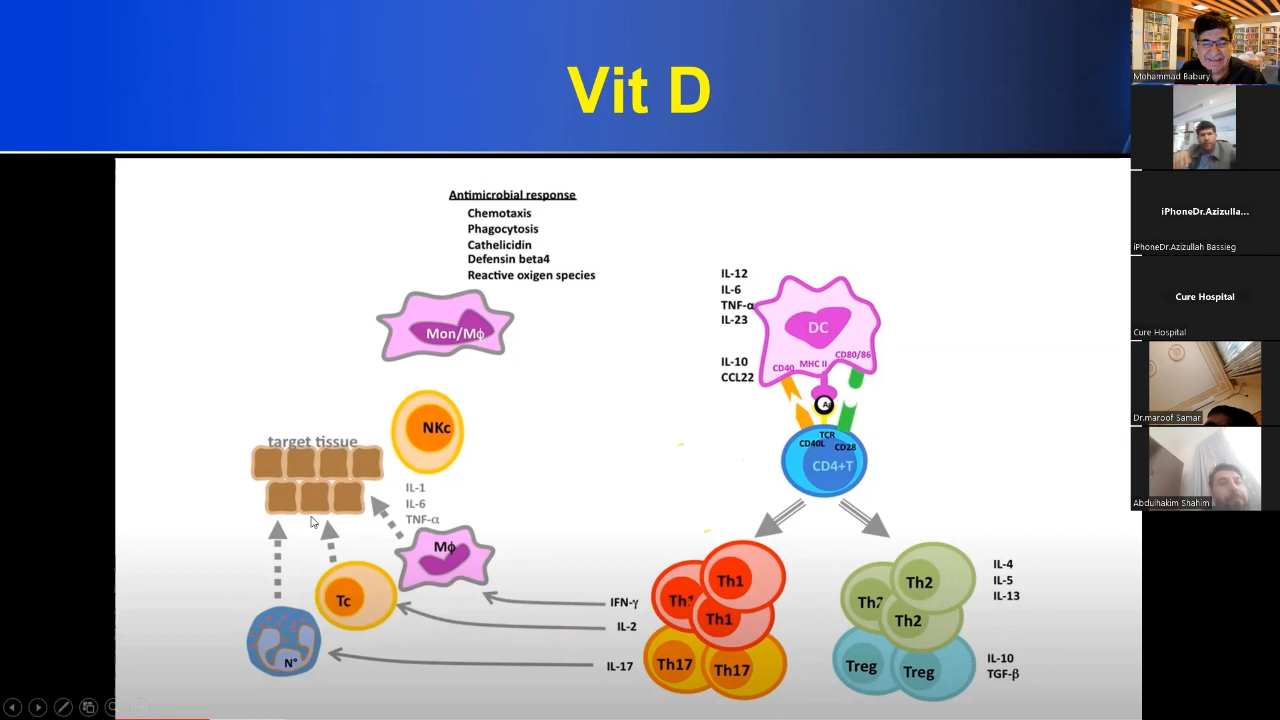 Vit D
Antimicrobial response
Chemotaxis
Phagocytosis
Cathelicidin
Defensin beta4
Reactive oxigen species
Mon/Mϕ
NKc
target tissue
IL-1
IL-6
TNF-α
Mϕ
Tc
N°
IFN-γ
IL-2
IL-17
IL-12
IL-6
TNF-α
IL-23
IL-10
CCL22
DC
CD40
MHC II
CD80/86
TCR
CD40L
CD28
CD4+T
Th1
Th1
Th17
Th17
Th2
Th2
Treg
Treg
IL-4
IL-5
IL-13
IL-10
TGF-β
Mohammad Babury
iPhoneDr.Azizulla...
iPhoneDr.Azizullah Bassieg
Cure Hospital
Cure Hospital
Dr.maroof Samar
Abdulhakim Shahim